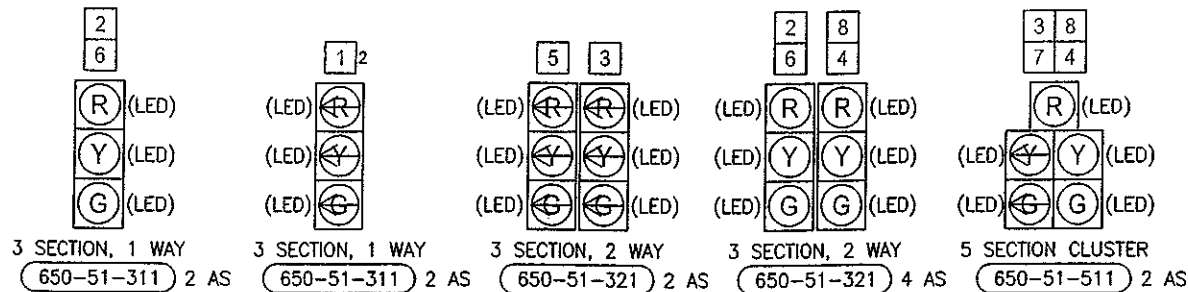 2
6
R (LED)
Y (LED)
G (LED)
3 SECTION, 1 WAY
650-51-311 2 AS
1 2
(LED) R
(LED) Y
(LED) G
3 SECTION, 1 WAY
650-51-311 2 AS
5 3
(LED) R R (LED)
(LED) Y Y (LED)
(LED) G G (LED)
3 SECTION, 2 WAY
650-51-321 2 AS
2 8
6 4
(LED) R R (LED)
(LED) Y Y (LED)
(LED) G G (LED)
3 SECTION, 2 WAY
650-51-321 4 AS
3 8
7 4
R (LED)
(LED) Y Y (LED)
(LED) G G (LED)
5 SECTION CLUSTER
650-51-511 2 AS